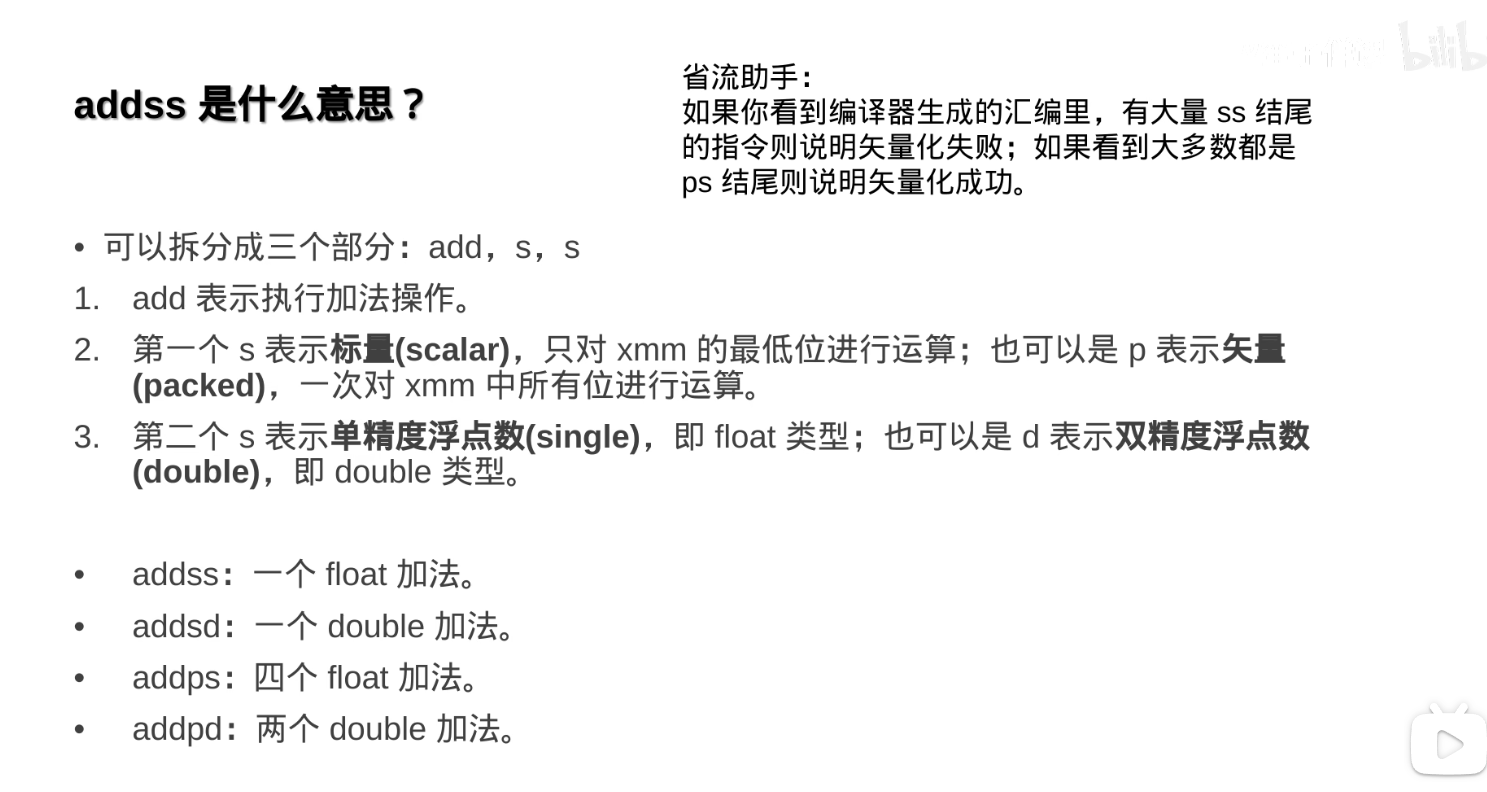 addss 是什么意思？
省流助手：
如果你看到编译器生成的汇编里，有大量 ss 结尾
的指令则说明矢量化失败；如果看到大多数都是
ps 结尾则说明矢量化成功。
• 可以拆分成三个部分：add，s，s
1. add 表示执行加法操作。
2. 第一个 s 表示标量(scalar)，只对 xmm 的最低位进行运算；也可以是 p 表示矢量
(packed)，一次对 xmm 中所有位进行运算。
3. 第二个 s 表示单精度浮点数(single)，即 float 类型；也可以是 d 表示双精度浮点数
(double)，即 double 类型。
• addss：一个 float 加法。
• addsd：一个 double 加法。
• addps：四个 float 加法。
• addpd：两个 double 加法。
bilib